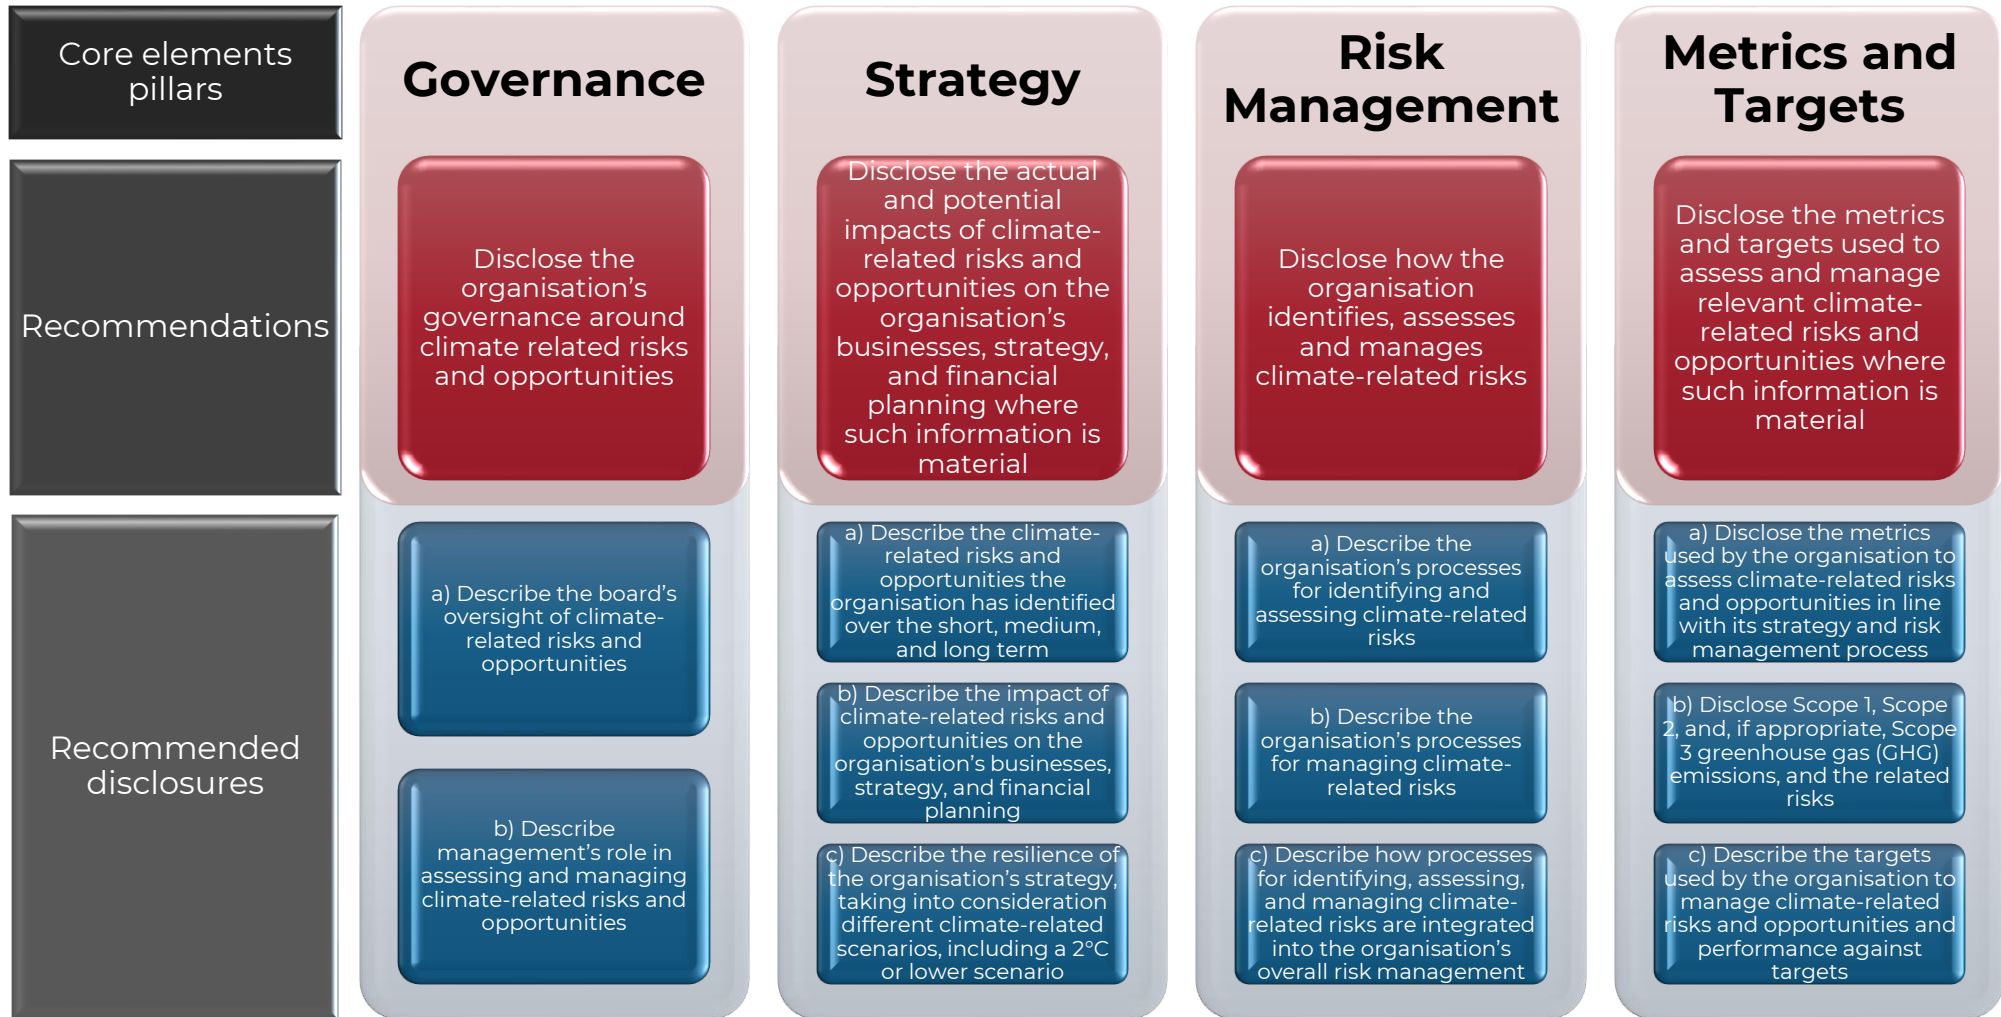 Core elements
pillars
Governance
Strategy
Risk
Management
Metrics and
Targets
Recommendations
Disclose the
organisation’s
governance around
climate related risks
and opportunities
Disclose the actual
and potential
impacts of climate-
related risks and
opportunities on the
organisation’s
businesses, strategy,
and financial
planning where
such information is
material
Disclose how the
organisation
identifies, assesses
and manages
climate-related risks
Disclose the metrics
and targets used to
assess and manage
relevant climate-
related risks and
opportunities where
such information is
material
Recommended
disclosures
a) Describe the board’s
oversight of climate-
related risks and
opportunities
b) Describe
management’s role in
assessing and managing
climate-related risks and
opportunities
a) Describe the climate-
related risks and
opportunities the
organisation has identified
over the short, medium,
and long term
b) Describe the impact of
climate-related risks and
opportunities on the
organisation’s businesses,
strategy, and financial
planning
c) Describe the resilience of
the organisation’s strategy,
taking into consideration
different climate-related
scenarios, including a 2°C
or lower scenario
a) Describe the
organisation’s processes
for identifying and
assessing climate-related
risks
b) Describe the
organisation’s processes
for managing climate-
related risks
c) Describe how processes
for identifying, assessing,
and managing climate-
related risks are integrated
into the organisation’s
overall risk management
a) Disclose the metrics
used by the organisation to
assess climate-related risks
and opportunities in line
with its strategy and risk
management process
b) Disclose Scope 1, Scope
2, and, if appropriate, Scope
3 greenhouse gas (GHG)
emissions, and the related
risks
c) Describe the targets
used by the organisation to
manage climate-related
risks and opportunities and
performance against
targets